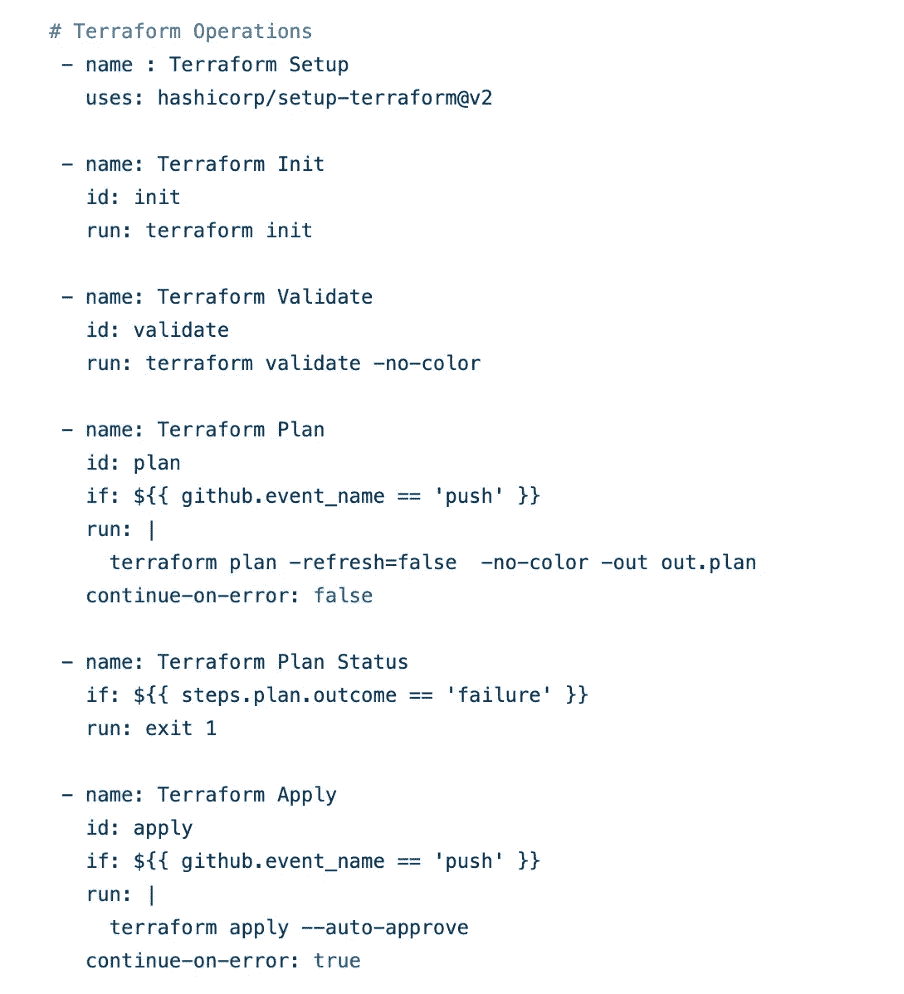 # Terraform Operations
- name : Terraform Setup
uses: hashicorp/setup-terraform@v2
- name: Terraform Init
id: init
run: terraform init
- name: Terraform Validate
id: validate
run: terraform validate -no-color
- name: Terraform Plan
id: plan
if: ${{ github.event_name == 'push' }}
run: |
terraform plan -refresh=false  -no-color -out out.plan
continue-on-error: false
- name: Terraform Plan Status
if: ${{ steps.plan.outcome == 'failure' }}
run: exit 1
- name: Terraform Apply
id: apply
if: ${{ github.event_name == 'push' }}
run: |
terraform apply --auto-approve
continue-on-error: true